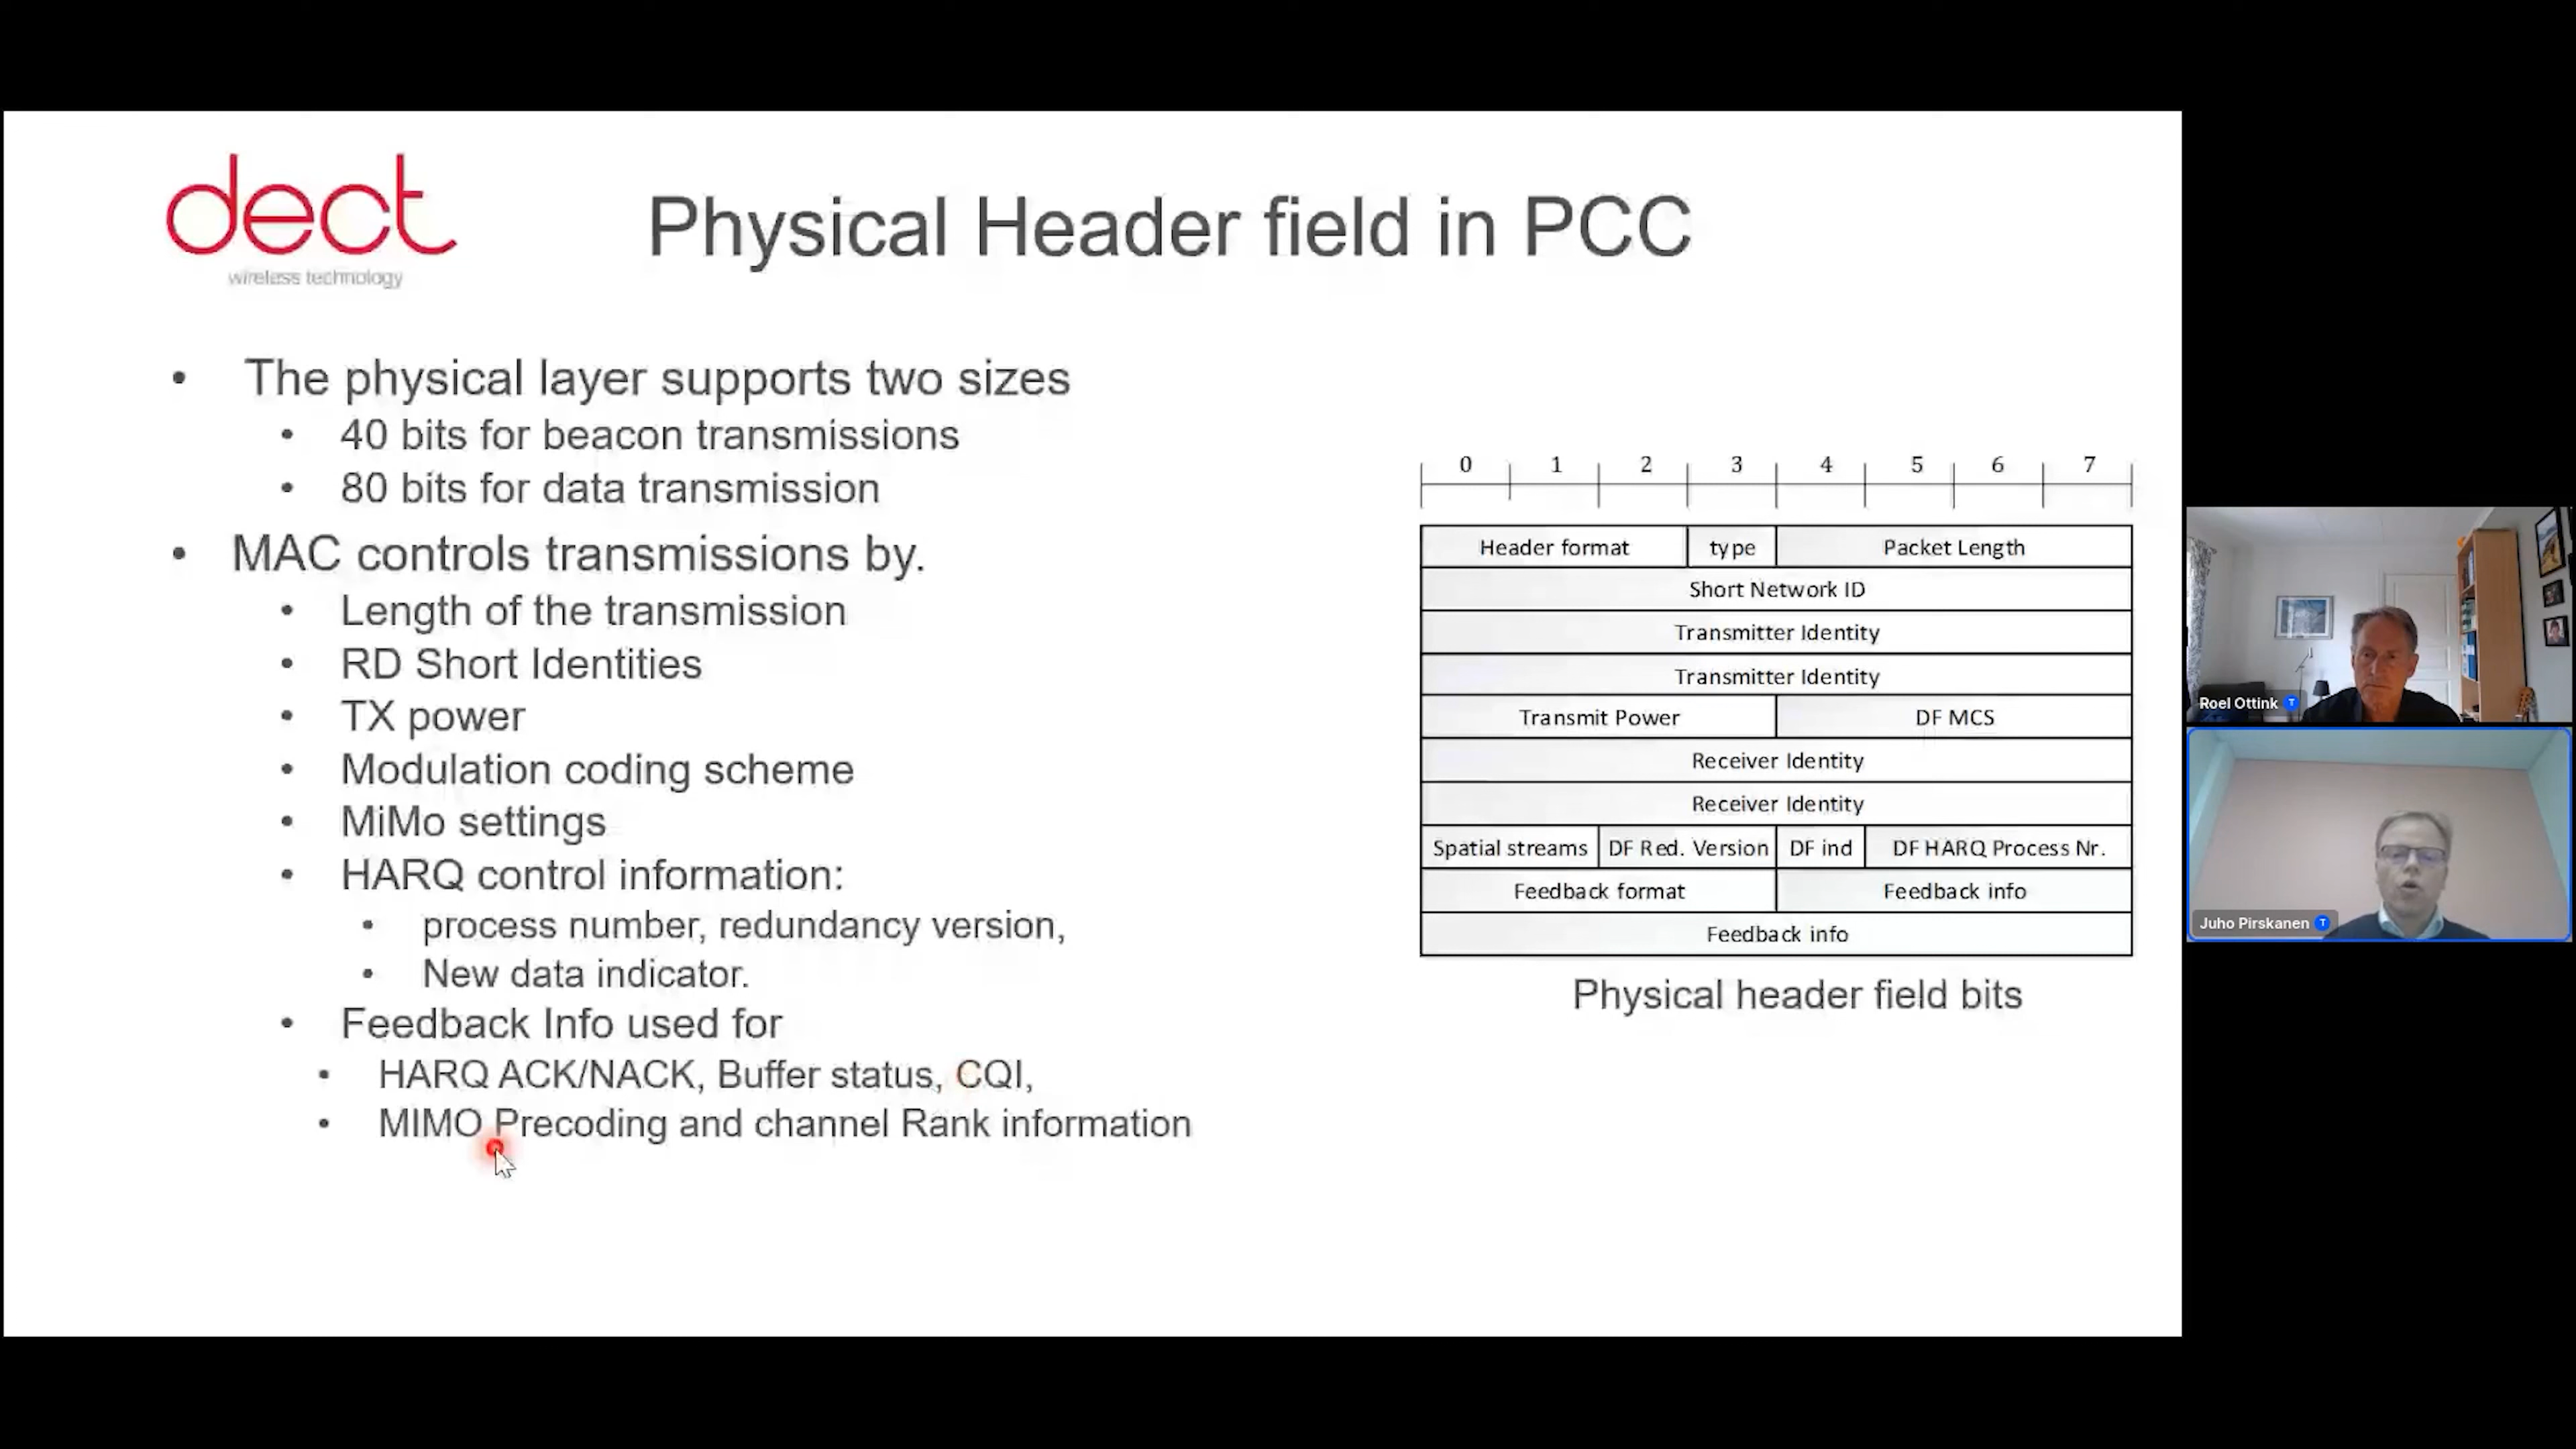 dect
wireless technology
Physical Header field in PCC
• The physical layer supports two sizes
• 40 bits for beacon transmissions
• 80 bits for data transmission
• MAC controls transmissions by.
• Length of the transmission
• RD Short Identities
• TX power
• Modulation coding scheme
• MiMo settings
• HARQ control information:
• process number, redundancy version,
• New data indicator.
• Feedback Info used for
• HARQ ACK/NACK, Buffer status, CQI,
• MIMO Precoding and channel Rank information
0 1 2 3 4 5 6 7
Header format type Packet Length
Short Network ID
Transmitter Identity
Transmitter Identity
Transmit Power DF MCS
Receiver Identity
Receiver Identity
Spatial streams DF Red. Version DF ind DF HARQ Process Nr.
Feedback format Feedback info
Feedback info
Physical header field bits
Roel Ottink T
Juho Pirskanen T